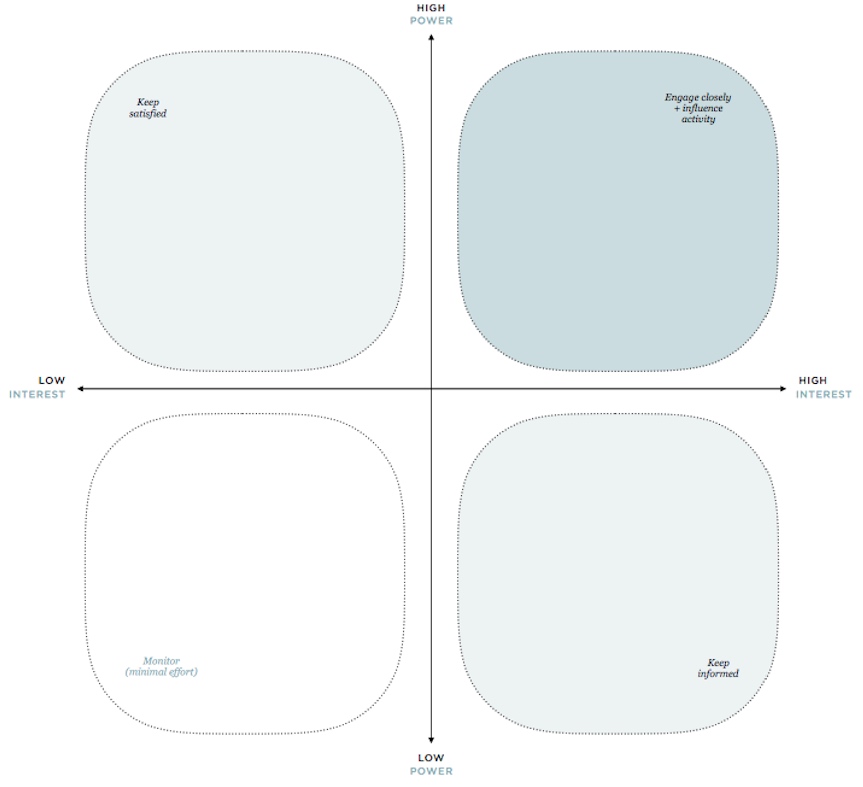 HIGH
POWER
Keep
satisfied
Engage closely
+ influence
activity
LOW
INTEREST
HIGH
INTEREST
Monitor
(minimal effort)
Keep
informed
LOW
POWER